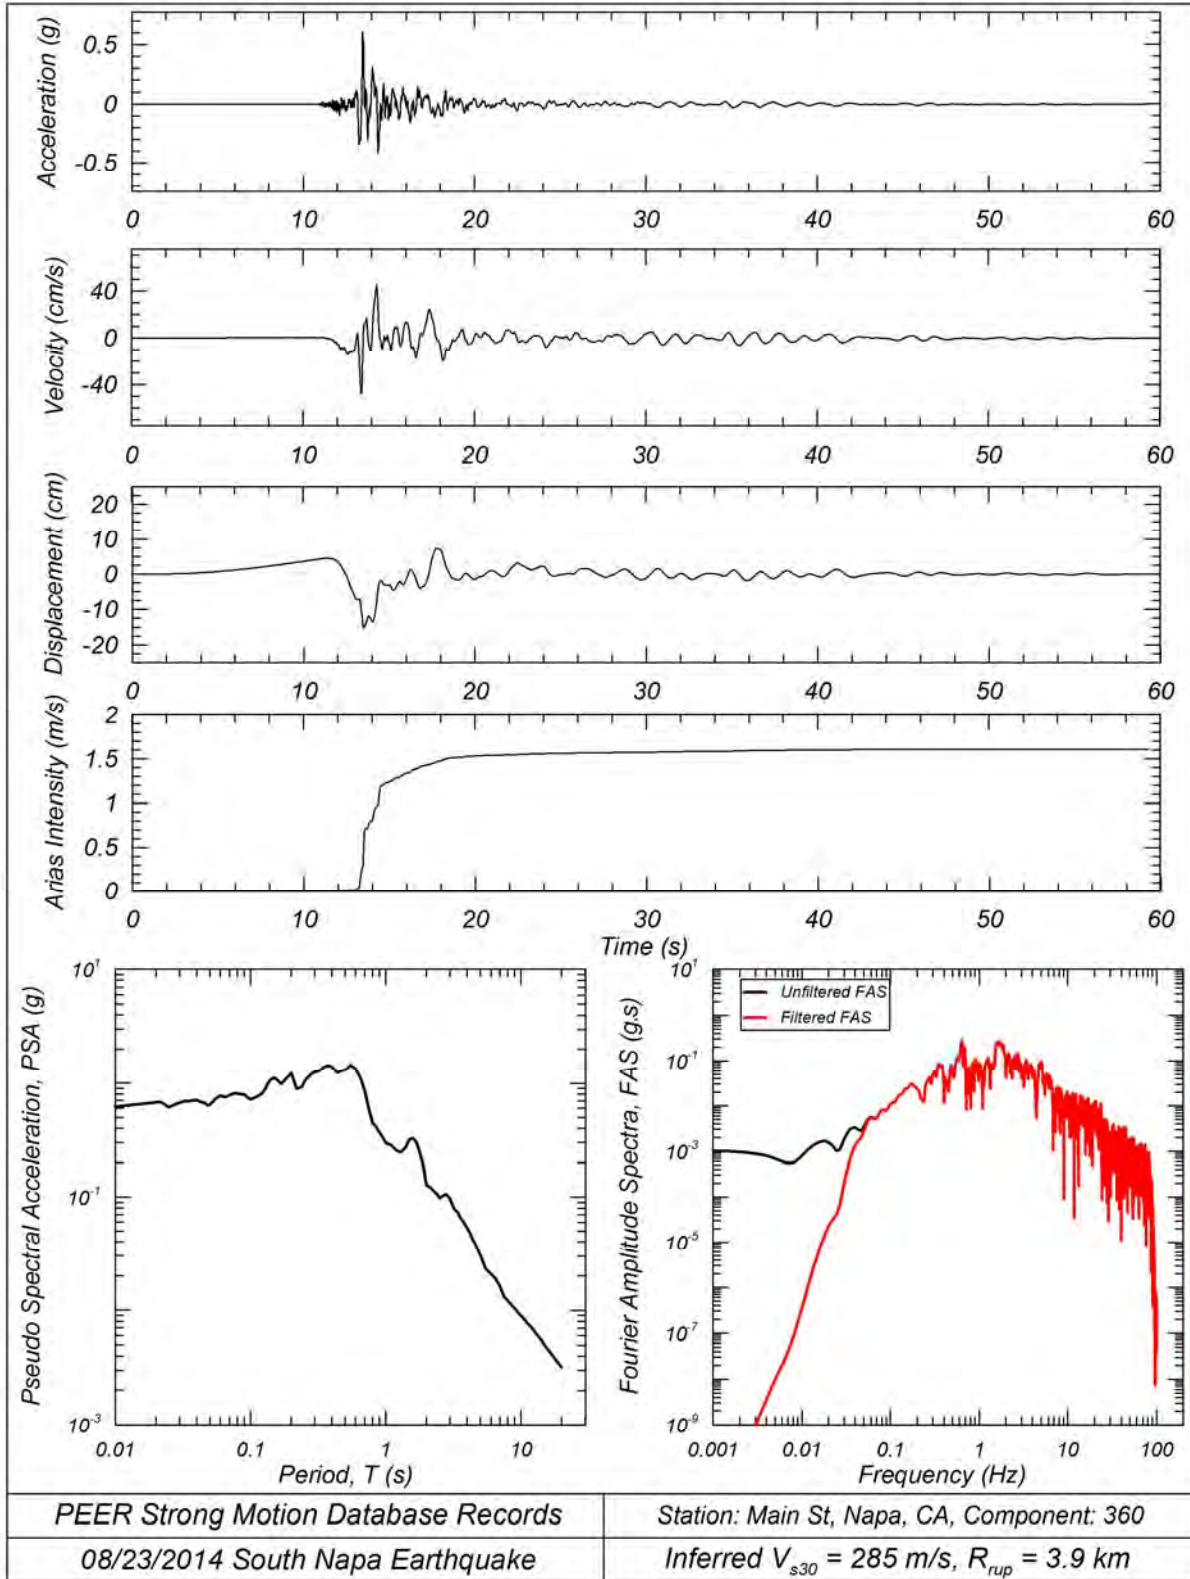 Acceleration (g)
0.5
0
-0.5
0 10 20 30 40 50 60
Velocity (cm/s)
40
0
-40
0 10 20 30 40 50 60
Displacement (cm)
20
10
0
-10
-20
0 10 20 30 40 50 60
Arias Intensity (m/s)
2
1.5
1
0.5
0
0 10 20 30 40 50 60
Time (s)
Pseudo Spectral Acceleration, PSA (g)
10^1
10^-1
10^-3
0.01 0.1 1 10
Period, T (s)
Fourier Amplitude Spectra, FAS (g.s)
Unfiltered FAS
Filtered FAS
10^1
10^-1
10^-3
10^-5
10^-7
10^-9
0.001 0.01 0.1 1 10 100
Frequency (Hz)
PEER Strong Motion Database Records
Station: Main St, Napa, CA, Component: 360
08/23/2014 South Napa Earthquake
Inferred V_s30 = 285 m/s, R_rup = 3.9 km